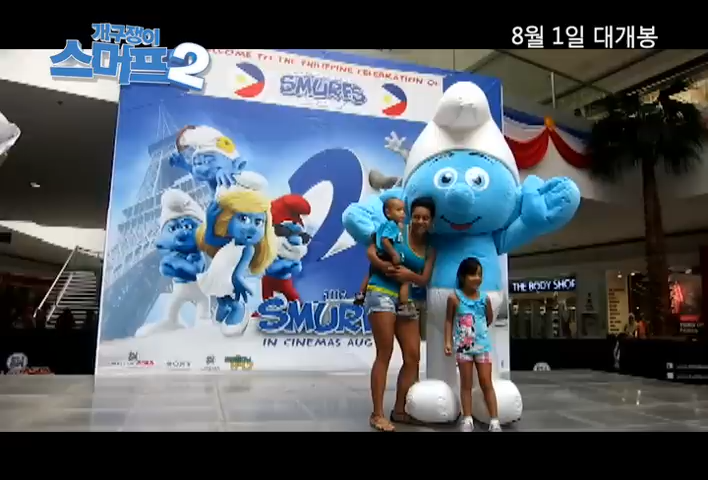 개구쟁이
스머프2
8월 1일 대개봉
WELCOME TO THE PHILIPPINE CELEBRATION OF
SMURFS
2
THE
SMUR
IN CINEMAS AUG
SONY
THE BODY SHOP